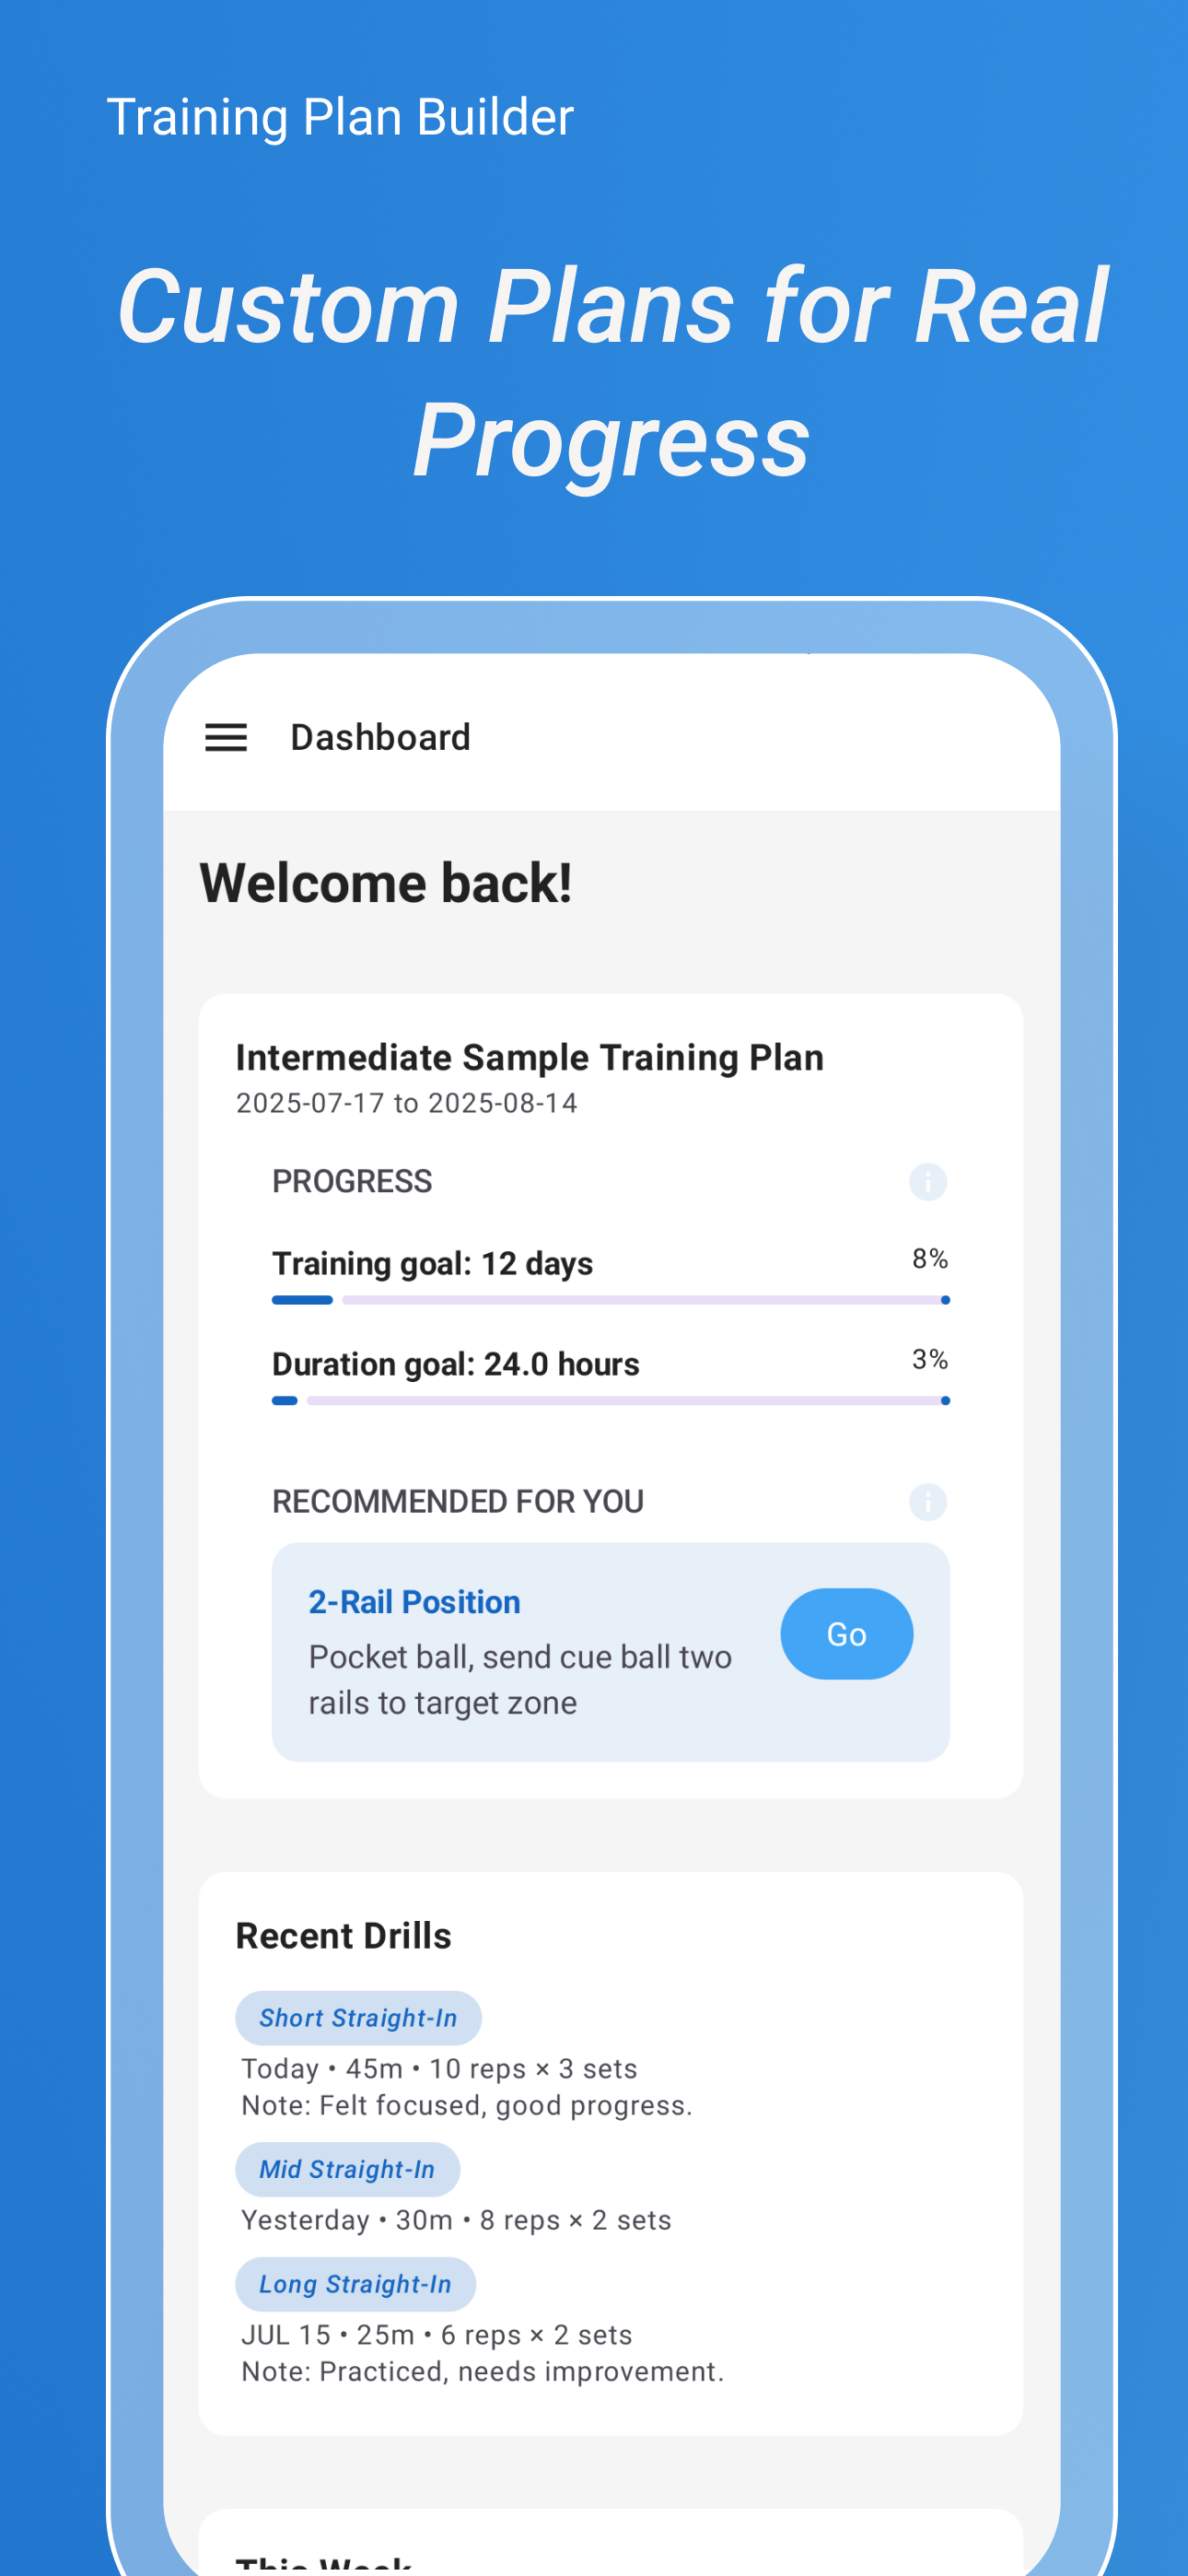 Training Plan Builder
Custom Plans for Real
Progress
Dashboard
Welcome back!
Intermediate Sample Training Plan
2025-07-17 to 2025-08-14
PROGRESS
Training goal: 12 days
8%
Duration goal: 24.0 hours
3%
RECOMMENDED FOR YOU
2-Rail Position
Pocket ball, send cue ball two
rails to target zone
Go
Recent Drills
Short Straight-In
Today • 45m • 10 reps × 3 sets
Note: Felt focused, good progress.
Mid Straight-In
Yesterday • 30m • 8 reps × 2 sets
Long Straight-In
JUL 15 • 25m • 6 reps × 2 sets
Note: Practiced, needs improvement.
This Week